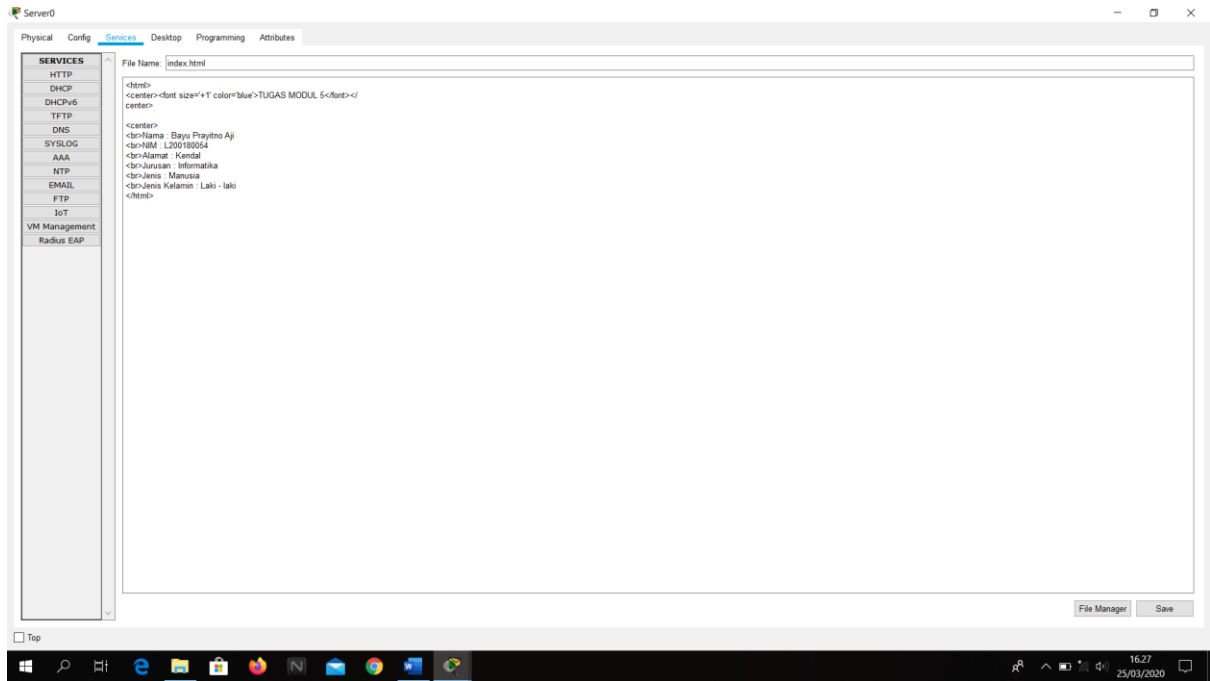 Server0
Physical Config Services Desktop Programming Attributes
SERVICES
HTTP
DHCP
DHCPv6
TFTP
DNS
SYSLOG
AAA
NTP
EMAIL
FTP
IoT
VM Management
Radius EAP
File Name: index.html
<html>
<center><font size='+1' color='blue'>TUGAS MODUL 5</font></
center>
<center>
<br>Nama : Bayu Prayitno Aji
<br>NIM : L200180054
<br>Alamat : Kendal
<br>Jurusan : Informatika
<br>Jenis : Manusia
<br>Jenis Kelamin : Laki - laki
</html>
File Manager Save
Top
16.27
25/03/2020